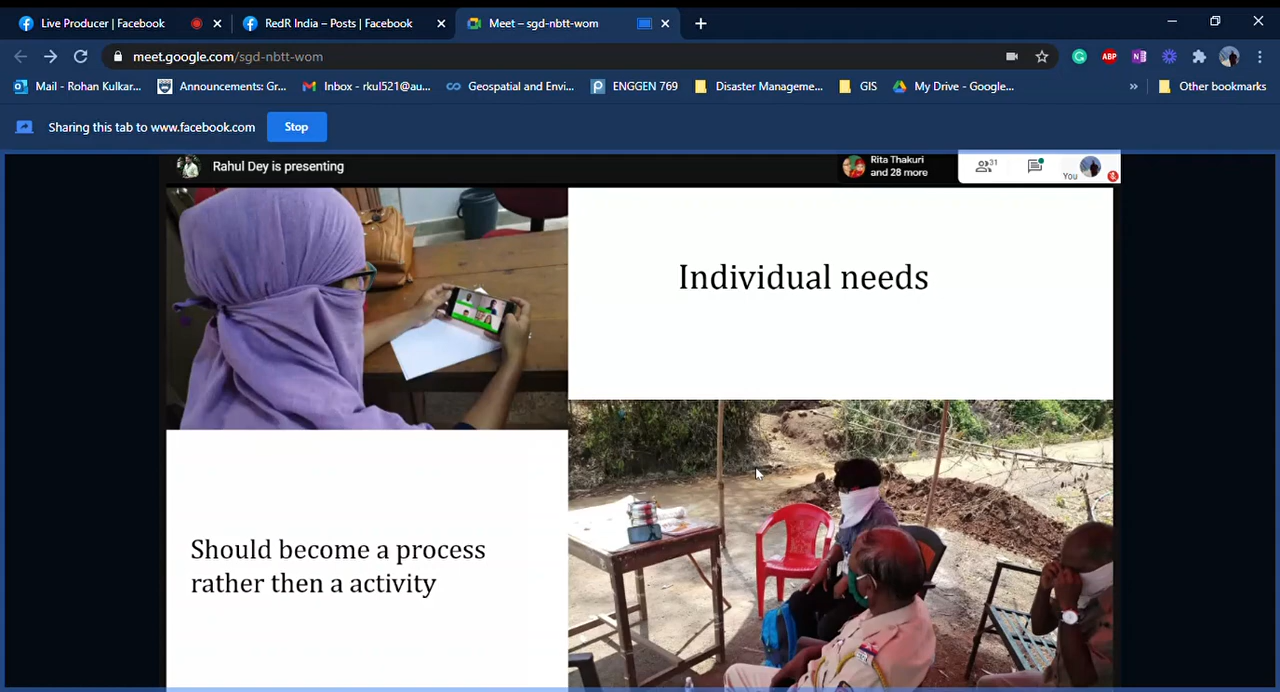 Live Producer | Facebook
RedR India – Posts | Facebook
Meet – sgd-nbtt-wom
meet.google.com/sgd-nbtt-wom
ABP
N
Mail - Rohan Kulkar...
Announcements: Gr...
Inbox - rkul521@au...
Geospatial and Envi...
ENGGEN 769
Disaster Manageme...
GIS
My Drive - Google...
»
Other bookmarks
Sharing this tab to www.facebook.com
Stop
Rahul Dey is presenting
Rita Thakuri
and 28 more
31
You
Individual needs
Should become a process
rather then a activity